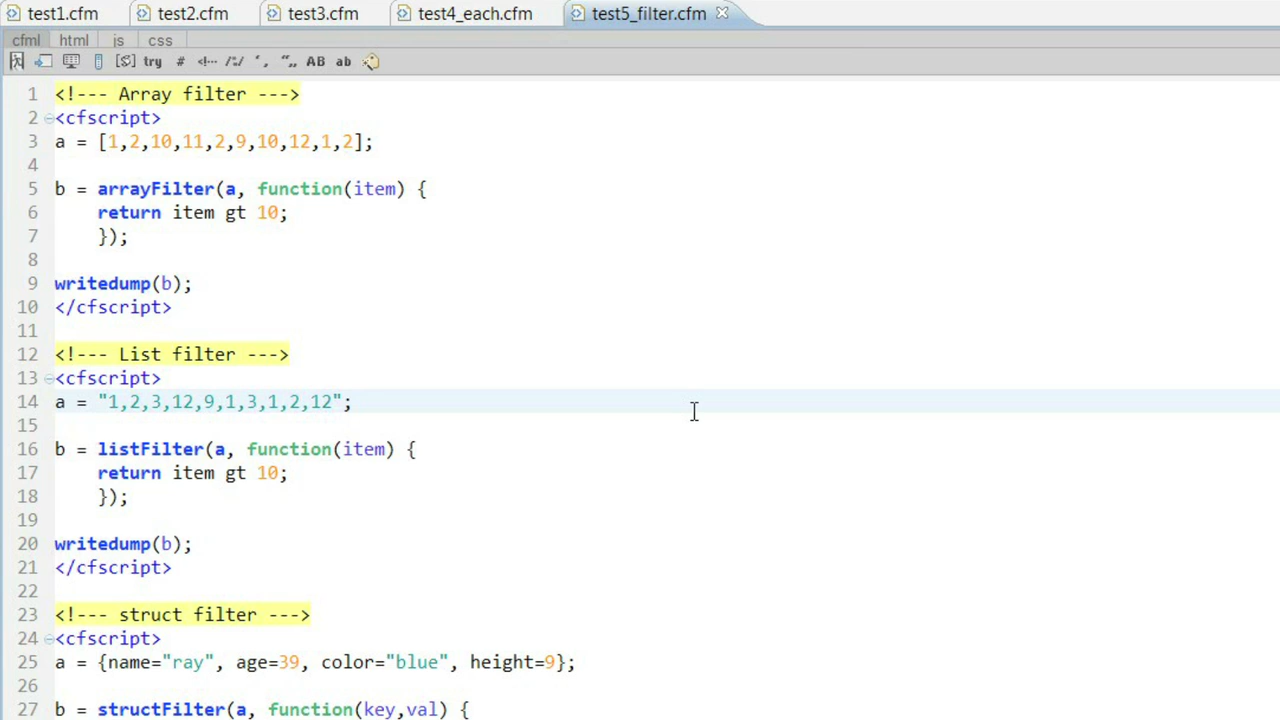 test1.cfm test2.cfm test3.cfm test4_each.cfm test5_filter.cfm
cfml html js css
[S] try # <!--- /*/ ‘, “„ AB ab
1 <!--- Array filter --->
2 <cfscript>
3 a = [1,2,10,11,2,9,10,12,1,2];
4
5 b = arrayFilter(a, function(item) {
6 return item gt 10;
7 });
8
9 writedump(b);
10 </cfscript>
11
12 <!--- List filter --->
13 <cfscript>
14 a = "1,2,3,12,9,1,3,1,2,12";
15
16 b = listFilter(a, function(item) {
17 return item gt 10;
18 });
19
20 writedump(b);
21 </cfscript>
22
23 <!--- struct filter --->
24 <cfscript>
25 a = {name="ray", age=39, color="blue", height=9};
26
27 b = structFilter(a, function(key,val) {